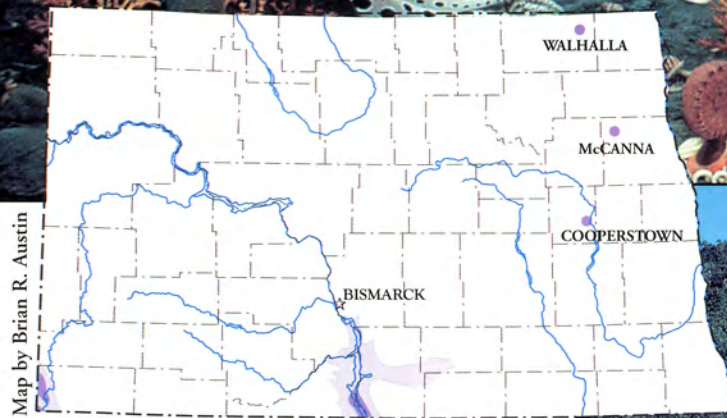 WALHALLA
McCANNA
COOPERSTOWN
BISMARCK
Map by Brian R. Austin